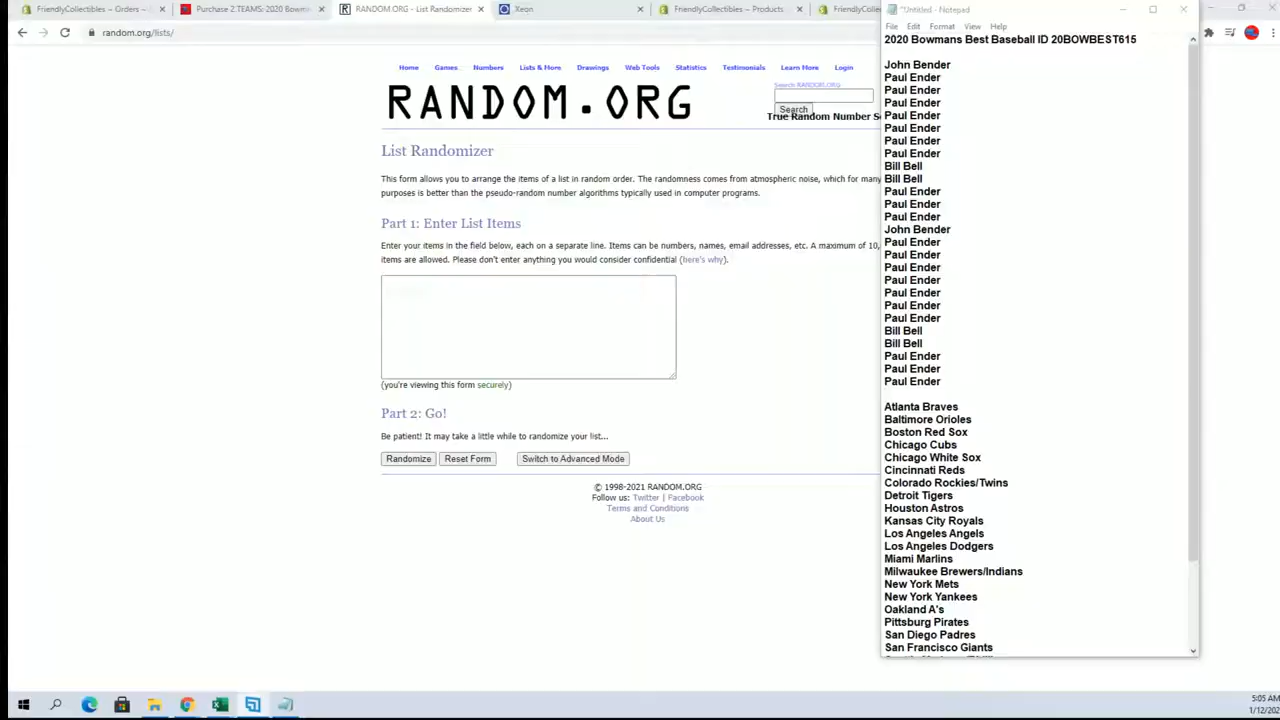 FriendlyCollectibles ~ Orders ~
Purchase 2:TEAMS: 2020 Bowm
RANDOM.ORG - List Randomizer
Xeon
FriendlyCollectibles ~ Products
FriendlyColle
random.org/lists/
Home Games Numbers Lists & More Drawings Web Tools Statistics Testimonials Learn More Login
RANDOM.ORG
Search RANDOM.ORG
Search
True Random Number S
List Randomizer
This form allows you to arrange the items of a list in random order. The randomness comes from atmospheric noise, which for many
purposes is better than the pseudo-random number algorithms typically used in computer programs.
Part 1: Enter List Items
Enter your items in the field below, each on a separate line. Items can be numbers, names, email addresses, etc. A maximum of 10,
items are allowed. Please don't enter anything you would consider confidential (here's why).
(you're viewing this form securely)
Part 2: Go!
Be patient! It may take a little while to randomize your list...
Randomize Reset Form Switch to Advanced Mode
© 1998-2021 RANDOM.ORG
Follow us: Twitter | Facebook
Terms and Conditions
About Us
*Untitled - Notepad
File Edit Format View Help
2020 Bowmans Best Baseball ID 20BOWBEST615
John Bender
Paul Ender
Paul Ender
Paul Ender
Paul Ender
Paul Ender
Paul Ender
Paul Ender
Bill Bell
Bill Bell
Paul Ender
Paul Ender
Paul Ender
John Bender
Paul Ender
Paul Ender
Paul Ender
Paul Ender
Paul Ender
Paul Ender
Paul Ender
Bill Bell
Bill Bell
Paul Ender
Paul Ender
Paul Ender
Atlanta Braves
Baltimore Orioles
Boston Red Sox
Chicago Cubs
Chicago White Sox
Cincinnati Reds
Colorado Rockies/Twins
Detroit Tigers
Houston Astros
Kansas City Royals
Los Angeles Angels
Los Angeles Dodgers
Miami Marlins
Milwaukee Brewers/Indians
New York Mets
New York Yankees
Oakland A's
Pittsburg Pirates
San Diego Padres
San Francisco Giants
5:05 AM
1/12/202